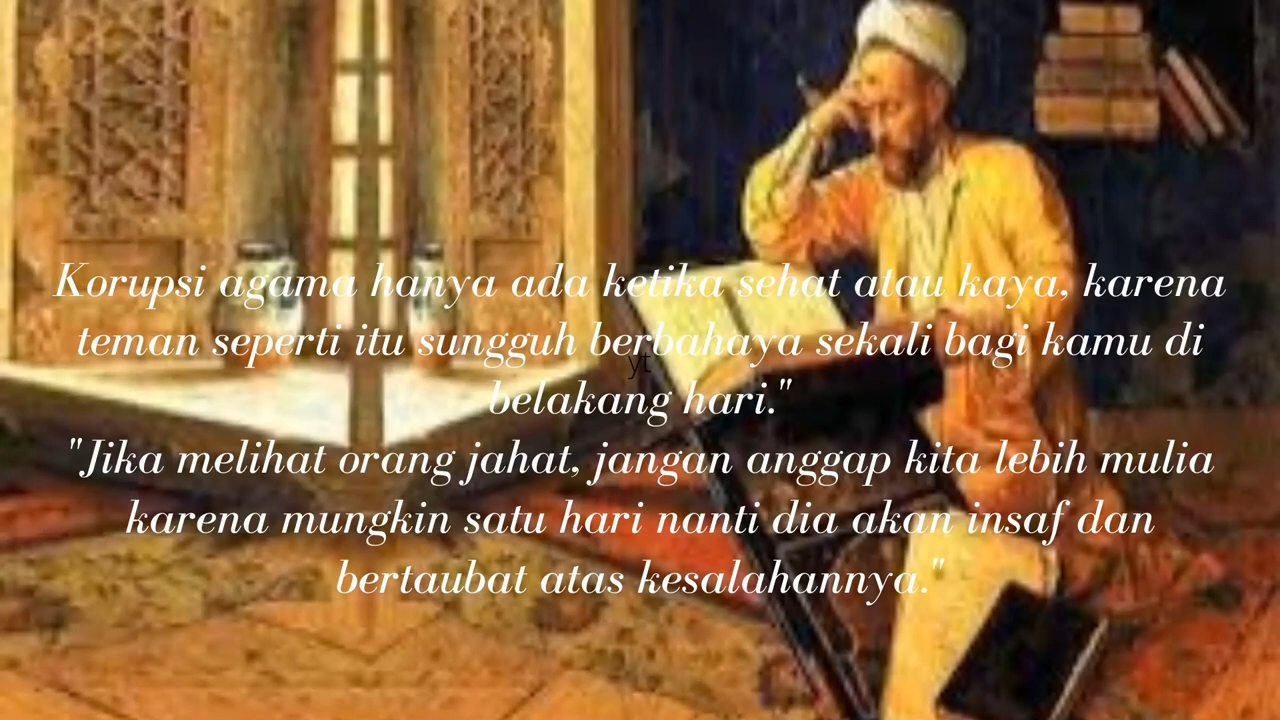 Korupsi agama hanya ada ketika sehat atau kaya, karena
teman seperti itu sungguh berbahaya sekali bagi kamu di
yt
belakang hari."
"Jika melihat orang jahat, jangan anggap kita lebih mulia
karena mungkin satu hari nanti dia akan insaf dan
bertaubat atas kesalahannya."